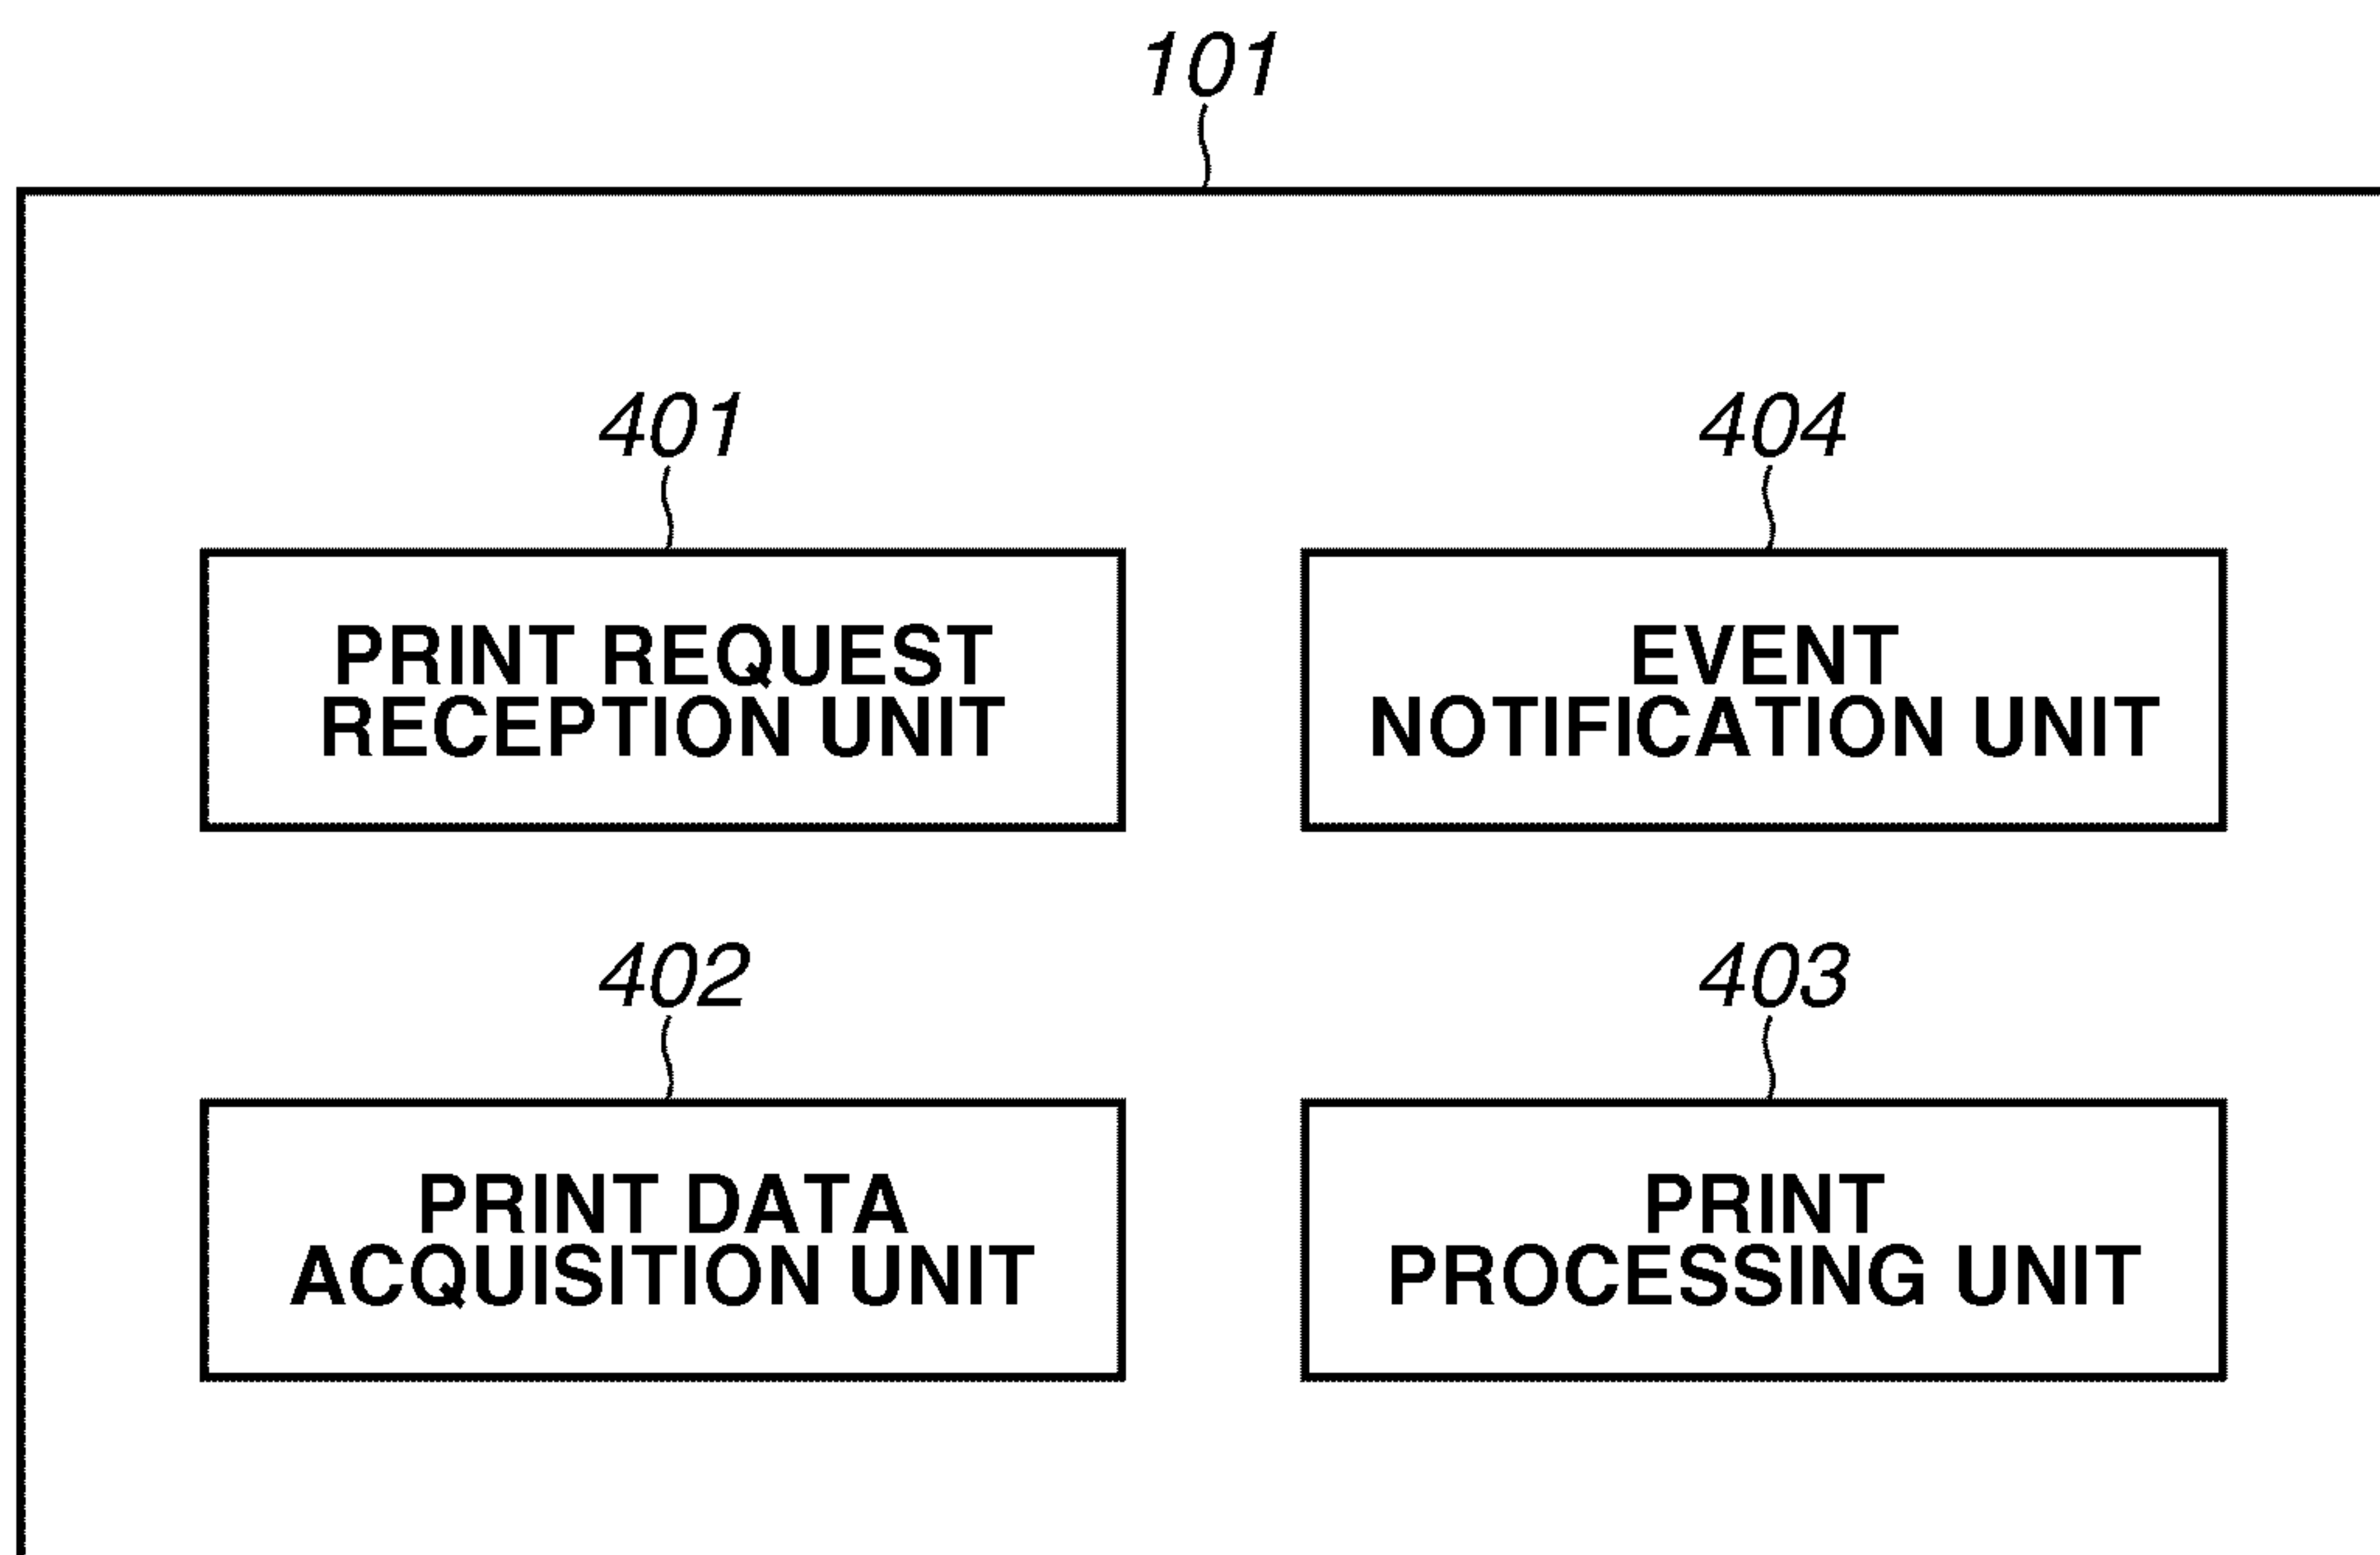 101
401
PRINT REQUEST
RECEPTION UNIT
404
EVENT
NOTIFICATION UNIT
402
PRINT DATA
ACQUISITION UNIT
403
PRINT
PROCESSING UNIT